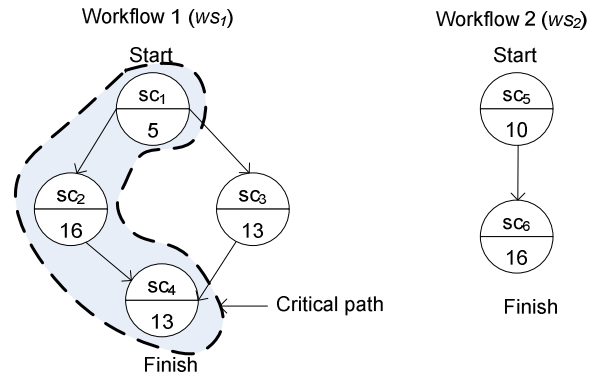 Workflow 1 (ws₁)
Start
sc₁
5
sc₂
16
sc₃
13
sc₄
13
Critical path
Finish
Workflow 2 (ws₂)
Start
sc₅
10
sc₆
16
Finish